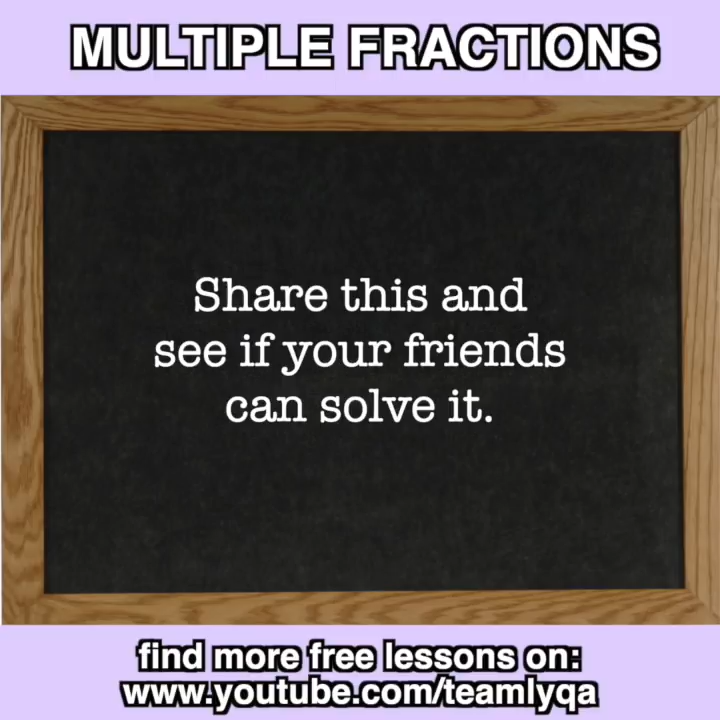 MULTIPLE FRACTIONS
Share this and
see if your friends
can solve it.
find more free lessons on:
www.youtube.com/teamlyqa